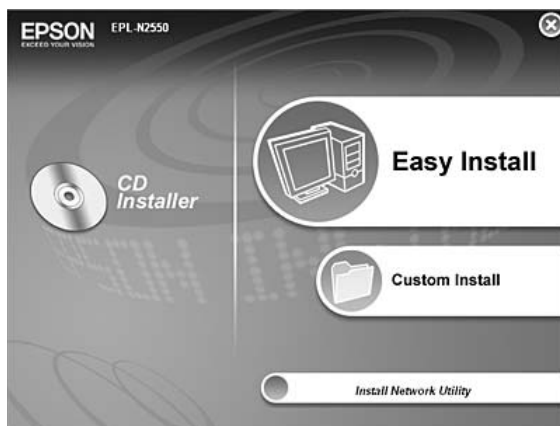 EPSON
EXCEED YOUR VISION
EPL-N2550
CD
Installer
Easy Install
Custom Install
Install Network Utility